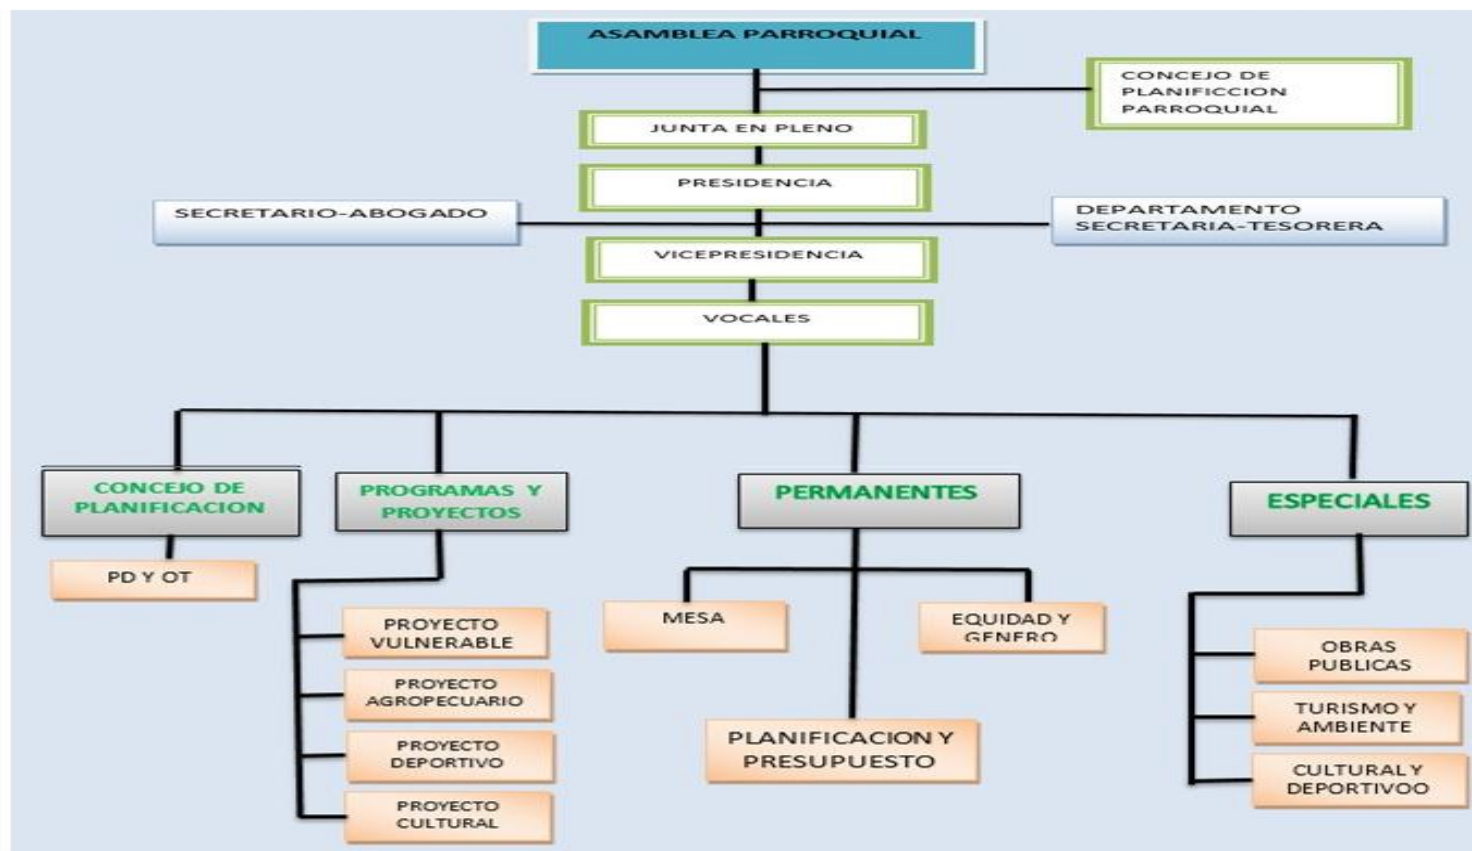 ASAMBLEA PARROQUIAL
CONCEJO DE
PLANIFICCION
PARROQUIAL
JUNTA EN PLENO
PRESIDENCIA
SECRETARIO-ABOGADO
DEPARTAMENTO
SECRETARIA-TESORERA
VICEPRESIDENCIA
VOCALES
CONCEJO DE
PLANIFICACION
PROGRAMAS Y
PROYECTOS
PERMANENTES
ESPECIALES
PD Y OT
PROYECTO
VULNERABLE
PROYECTO
AGROPECUARIO
PROYECTO
DEPORTIVO
PROYECTO
CULTURAL
MESA
EQUIDAD Y
GENERO
PLANIFICACION Y
PRESUPUESTO
OBRAS
PUBLICAS
TURISMO Y
AMBIENTE
CULTURAL Y
DEPORTIVOO